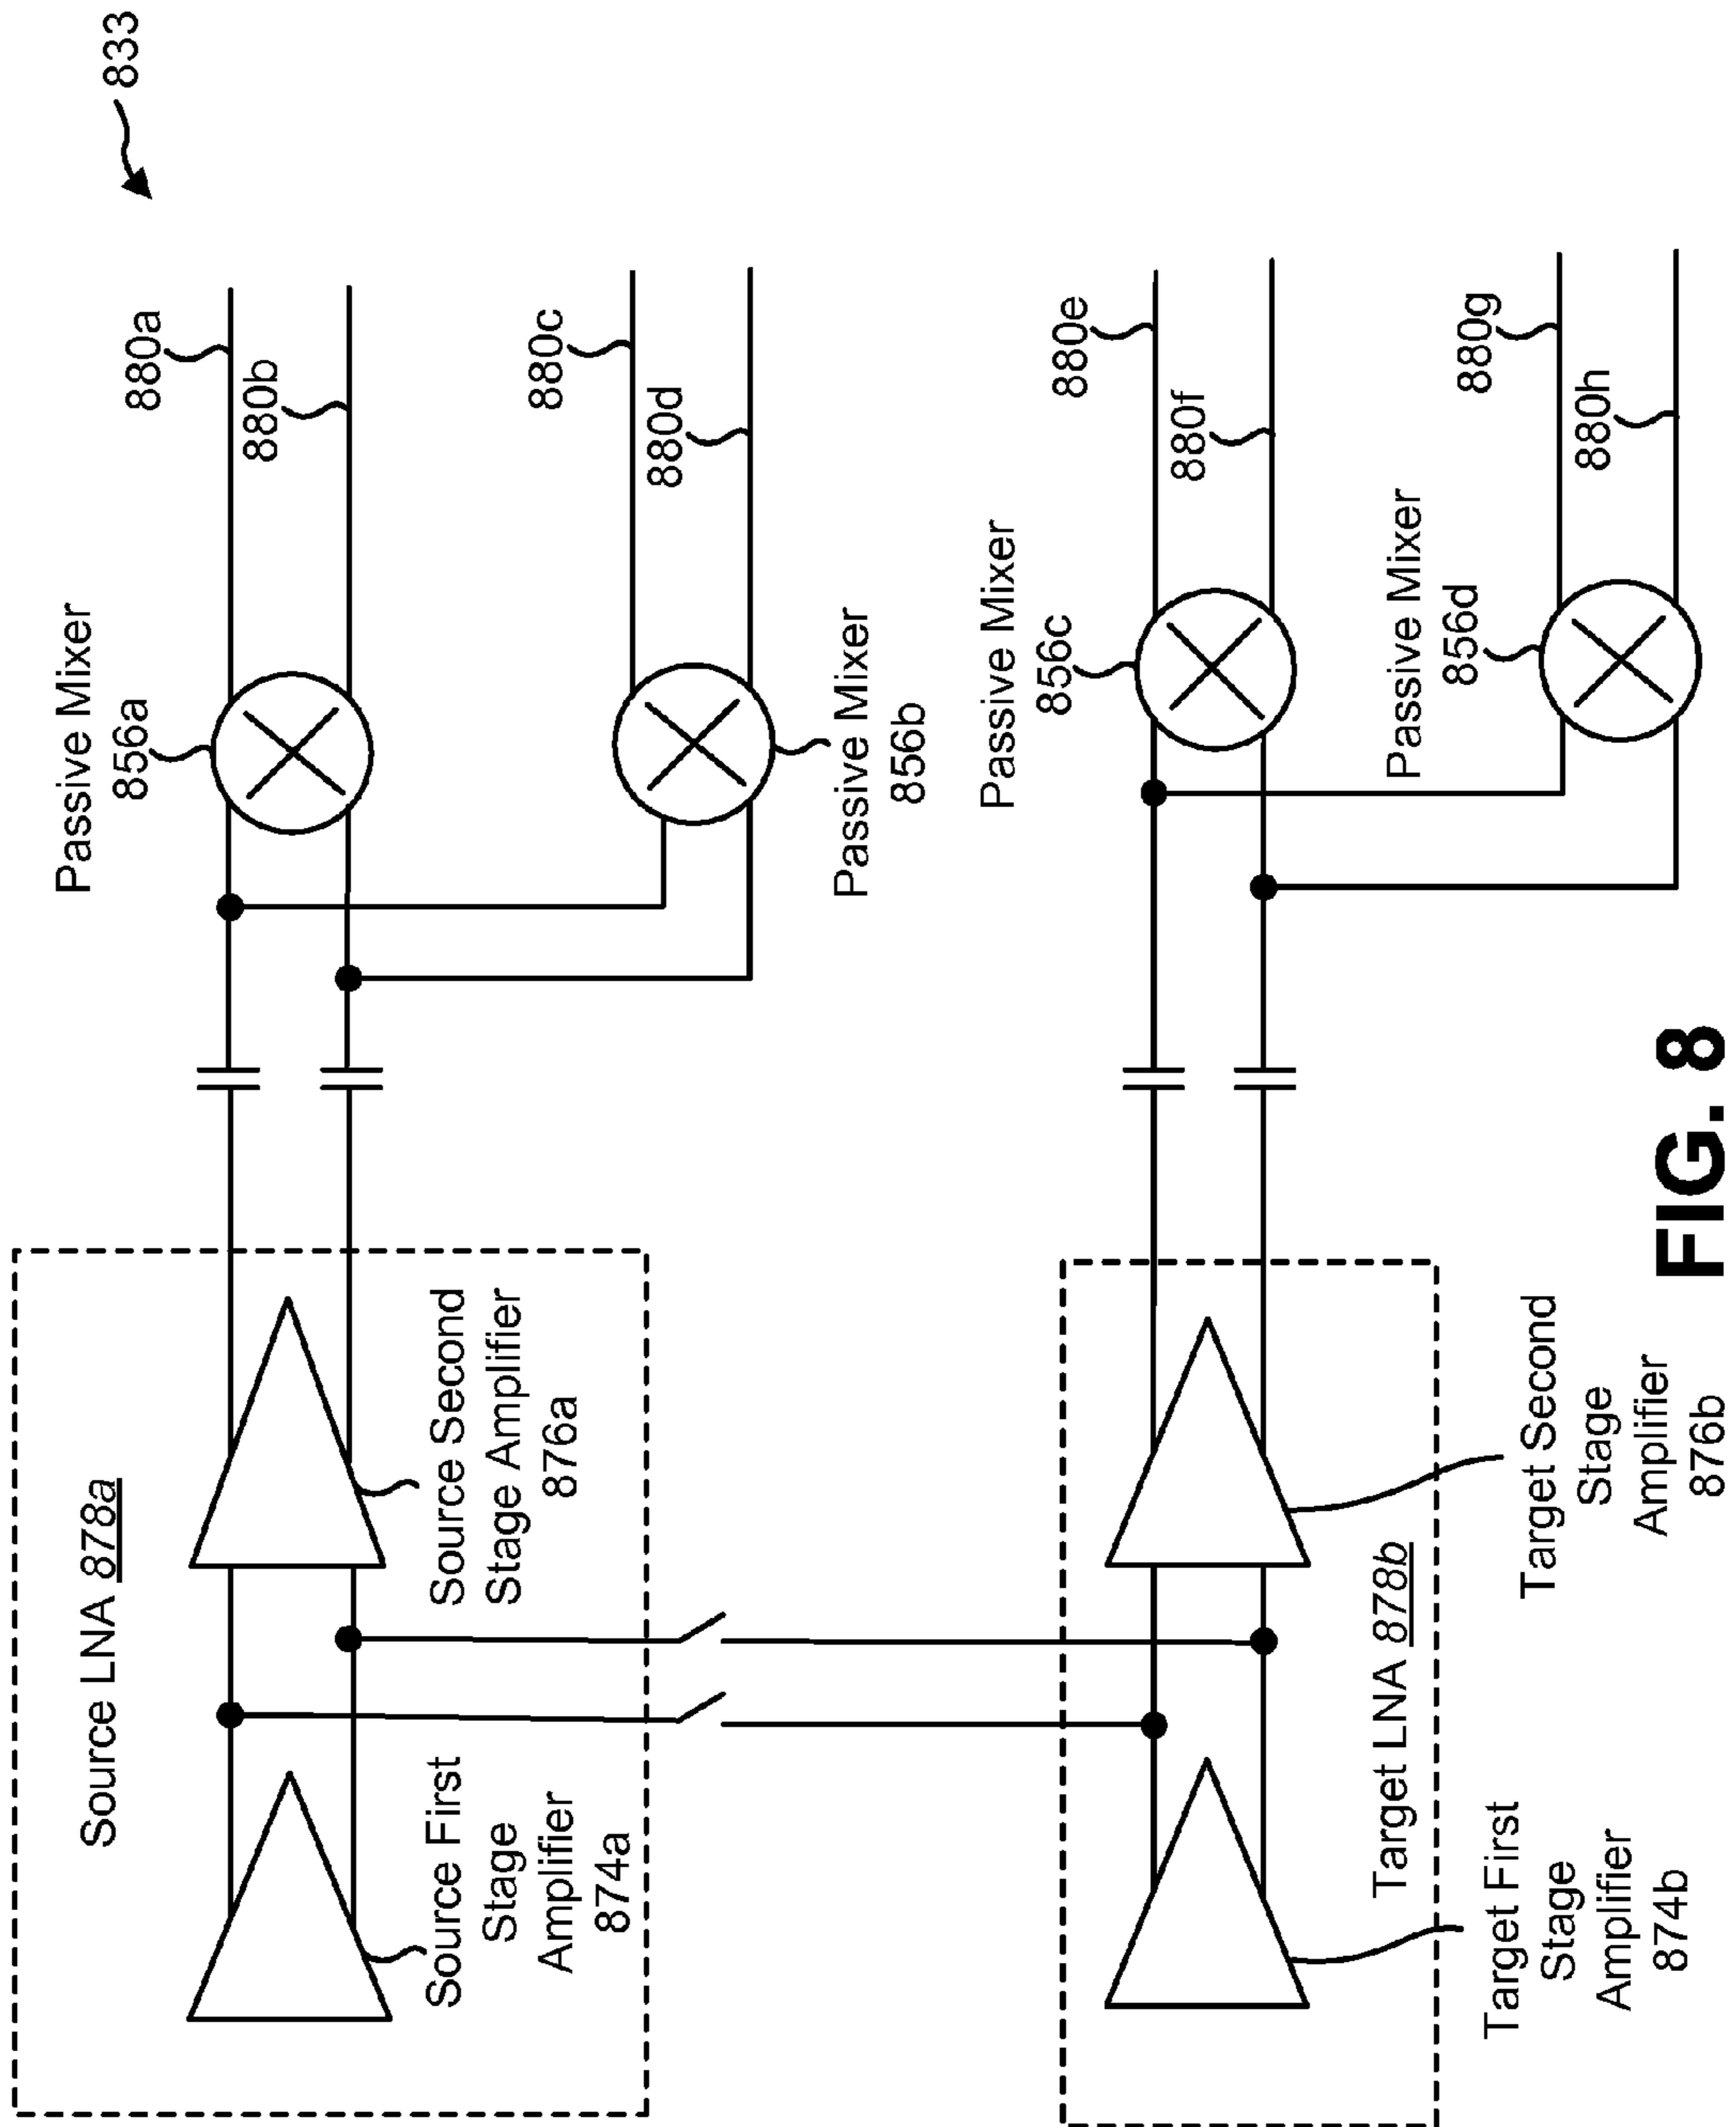 833
Passive Mixer
856a
880a
880b
880c
880d
Passive Mixer
856b
Source LNA 878a
Source First
Stage
Amplifier
874a
Source Second
Stage Amplifier
876a
Passive Mixer
856c
880e
880f
Passive Mixer
856d
880g
880h
Target LNA 878b
Target First
Stage
Amplifier
874b
Target Second
Stage
Amplifier
876b
FIG. 8